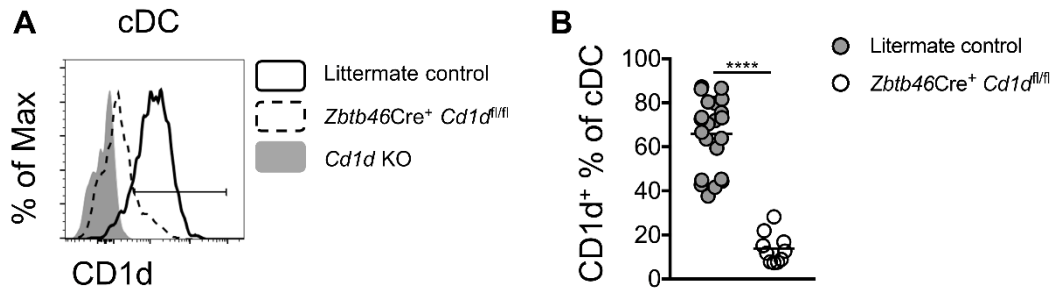 A
cDC
% of Max
CD1d
Littermate control
Zbtb46Cre⁺ Cd1dᶠˡ/ᶠˡ
Cd1d KO
B
CD1d⁺ % of cDC
100
80
60
40
20
0
****
Litermate control
Zbtb46Cre⁺ Cd1dᶠˡ/ᶠˡ